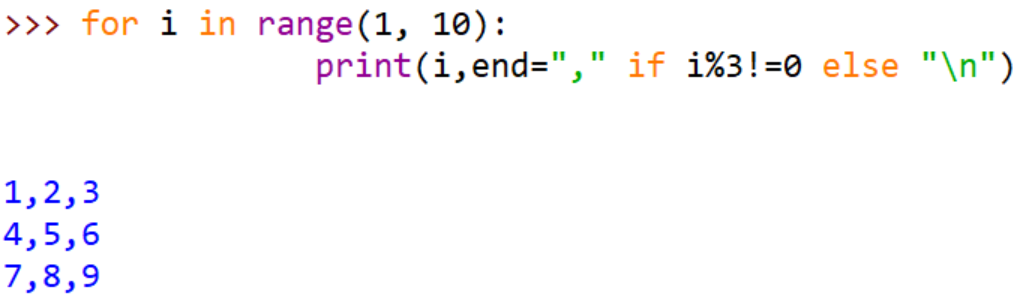 >>> for i in range(1, 10):
print(i,end="," if i%3!=0 else "\n")
1,2,3
4,5,6
7,8,9